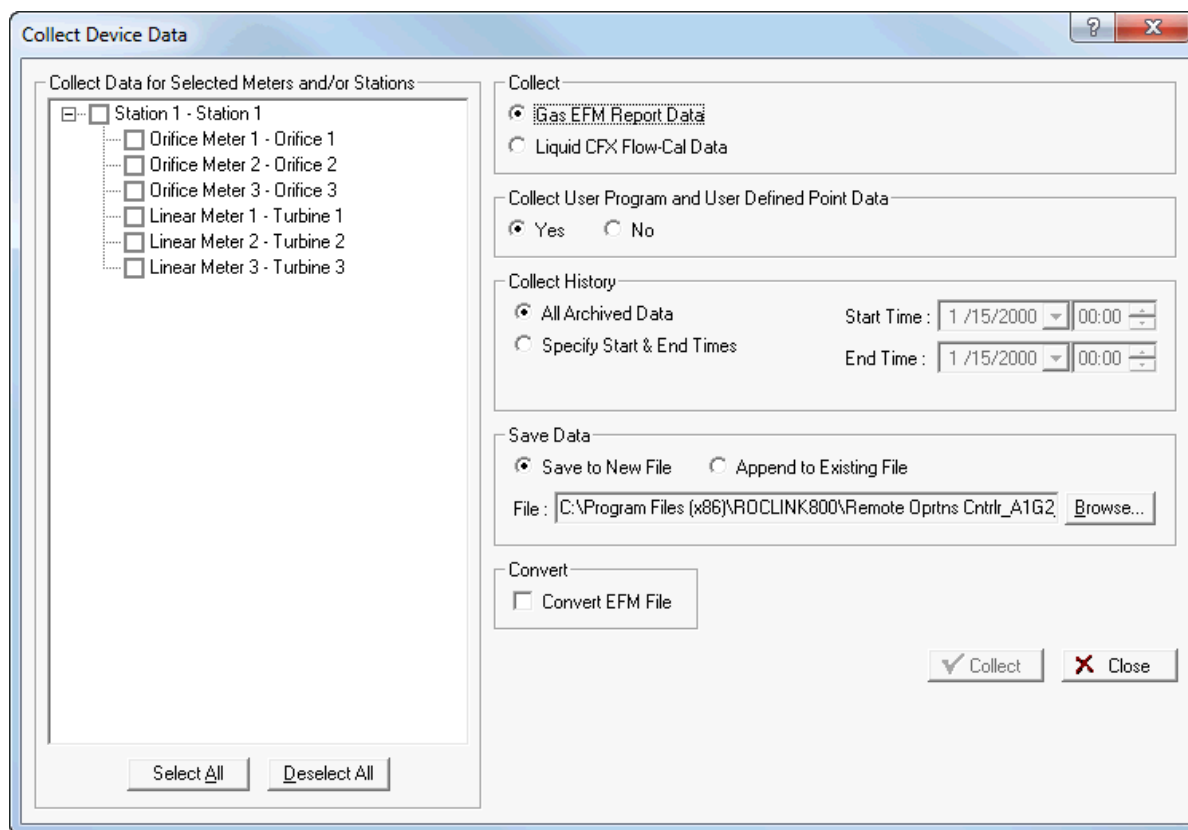 Collect Device Data
Collect Data for Selected Meters and/or Stations
Station 1 - Station 1
Orifice Meter 1 - Orifice 1
Orifice Meter 2 - Orifice 2
Orifice Meter 3 - Orifice 3
Linear Meter 1 - Turbine 1
Linear Meter 2 - Turbine 2
Linear Meter 3 - Turbine 3
Select All Deselect All
Collect
Gas EFM Report Data
Liquid CFX Flow-Cal Data
Collect User Program and User Defined Point Data
Yes No
Collect History
All Archived Data Start Time : 1 /15/2000 00:00
Specify Start & End Times End Time : 1 /15/2000 00:00
Save Data
Save to New File Append to Existing File
File : C:\Program Files (x86)\ROCLINK800\Remote Oprtns Cntrlr_A1G2_ Browse...
Convert
Convert EFM File
Collect Close